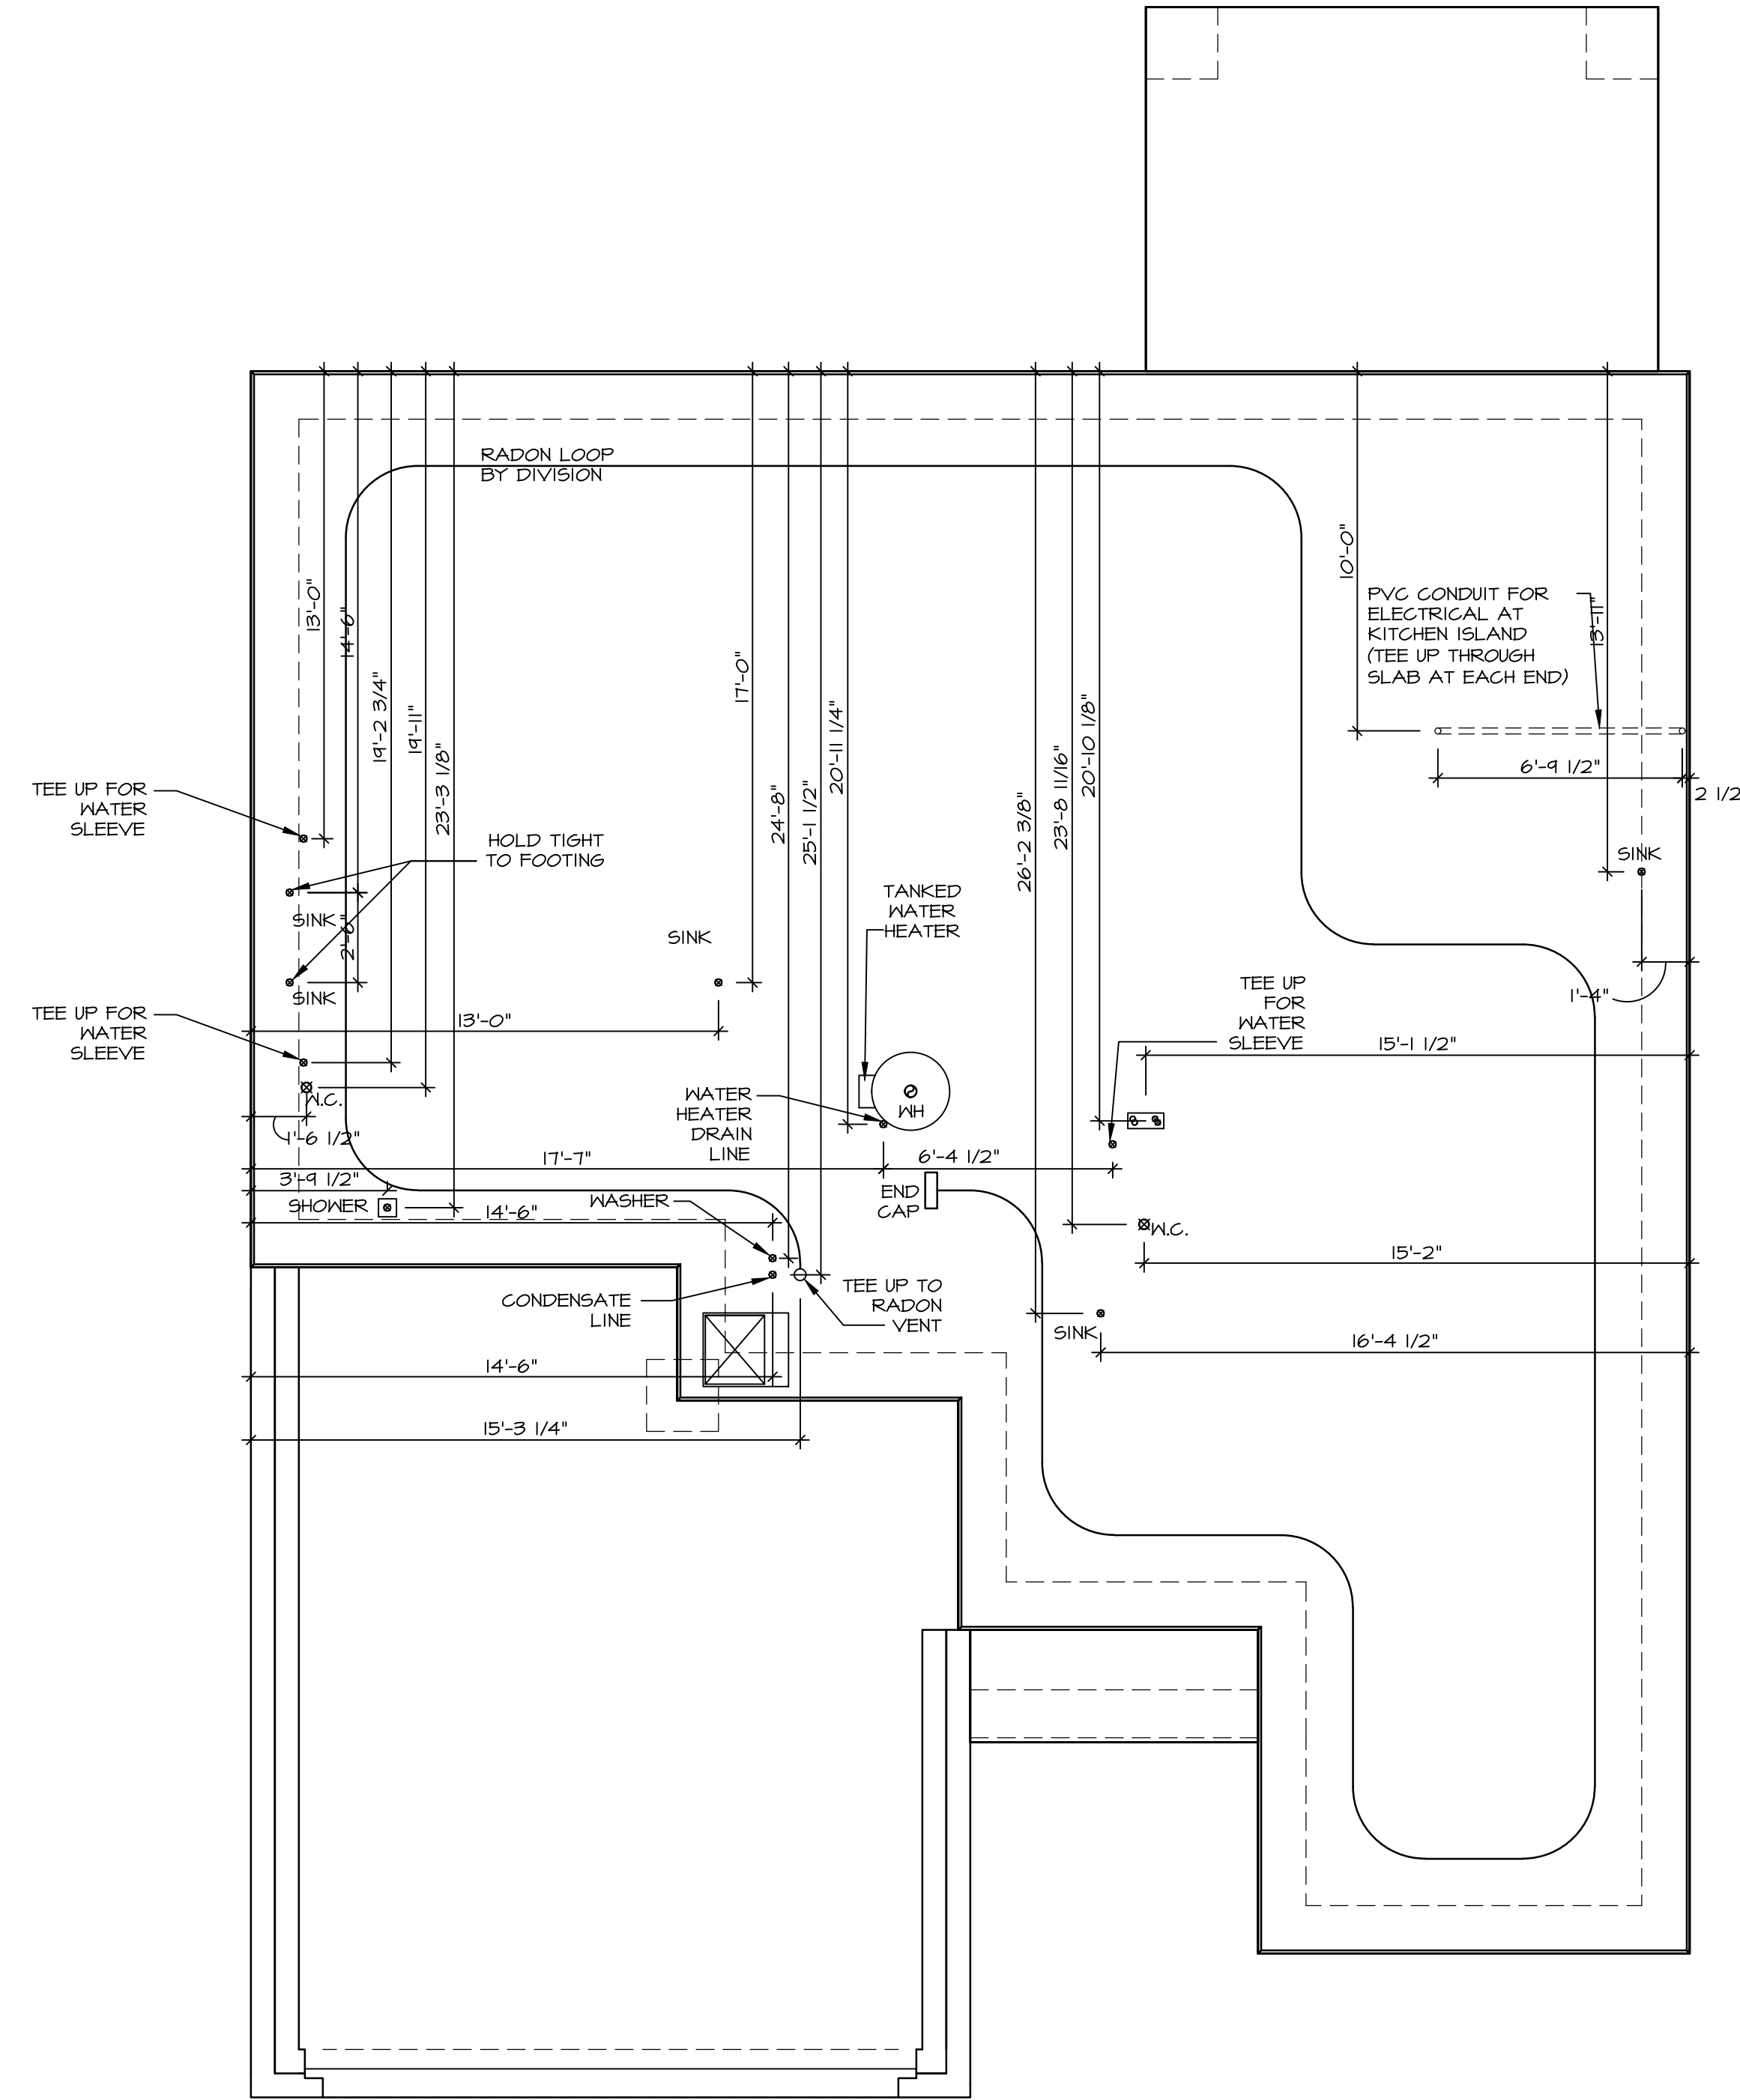 RADON LOOP
BY DIVISION
13'-0"
14'-6"
19'-2 3/4"
19'-11"
23'-3 1/8"
17'-0"
24'-8"
25'-1 1/2"
20'-11 1/4"
26'-2 3/8"
23'-8 11/16"
20'-10 1/8"
10'-0"
13'-11"
PVC CONDUIT FOR
ELECTRICAL AT
KITCHEN ISLAND
(TEE UP THROUGH
SLAB AT EACH END)
6'-9 1/2"
2 1/2
TEE UP FOR
WATER
SLEEVE
HOLD TIGHT
TO FOOTING
SINK
2'-6"
SINK
TEE UP FOR
WATER
SLEEVE
SINK
13'-0"
TANKED
WATER
HEATER
WH
WATER
HEATER
DRAIN
LINE
TEE UP
FOR
WATER
SLEEVE
SINK
1'-4"
15'-1 1/2"
W.C.
1'-6 1/2"
3'-9 1/2"
SHOWER
17'-7"
6'-4 1/2"
END
CAP
WASHER
14'-6"
W.C.
15'-2"
CONDENSATE
LINE
TEE UP TO
RADON
VENT
SINK
16'-4 1/2"
14'-6"
15'-3 1/4"